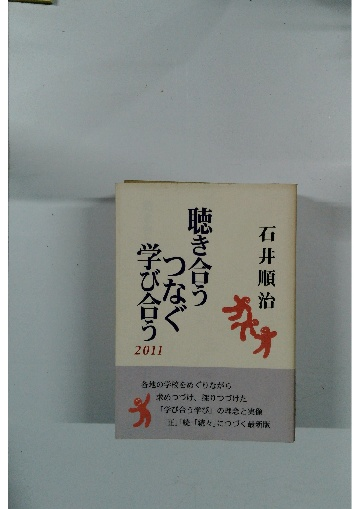 石井順治
聴き合う
つなぐ
学び合う
2011
各地の学校をめぐりながら
求めつづけ、探りつづけた
「学び合う学び」の理念と実像
正、「続」「続々」につづく最新版